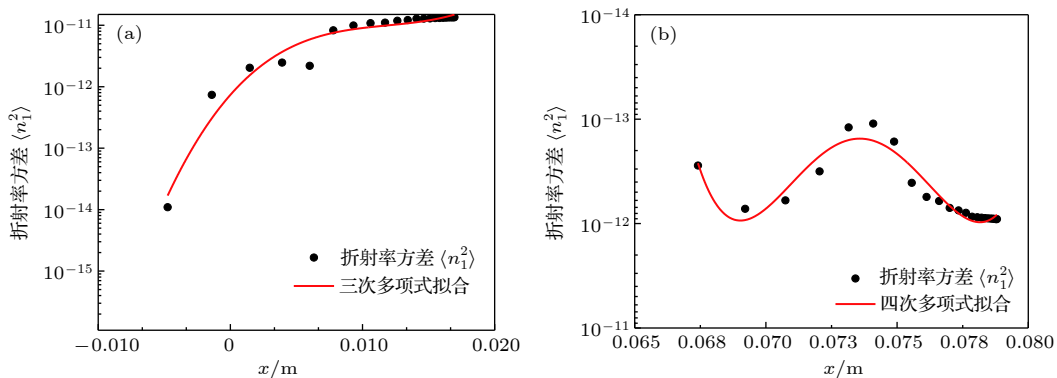 (a)
10⁻¹¹
10⁻¹²
10⁻¹³
10⁻¹⁴
10⁻¹⁵
折射率方差 ⟨n₁²⟩
折射率方差 ⟨n₁²⟩
三次多项式拟合
−0.010 0 0.010 0.020
x/m
(b)
10⁻¹⁴
10⁻¹³
10⁻¹²
10⁻¹¹
折射率方差 ⟨n₁²⟩
折射率方差 ⟨n₁²⟩
四次多项式拟合
0.065 0.068 0.070 0.073 0.075 0.078 0.080
x/m